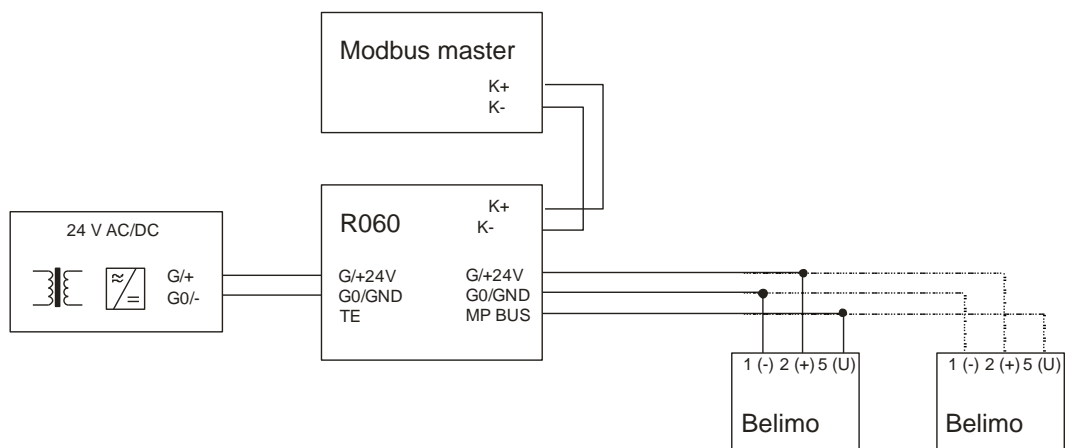 Modbus master
K+
K-
R060
K+
K-
24 V AC/DC
G/+
G0/-
≈
=
G/+24V
G0/GND
TE
G/+24V
G0/GND
MP BUS
1 (-) 2 (+) 5 (U)
Belimo
1 (-) 2 (+) 5 (U)
Belimo